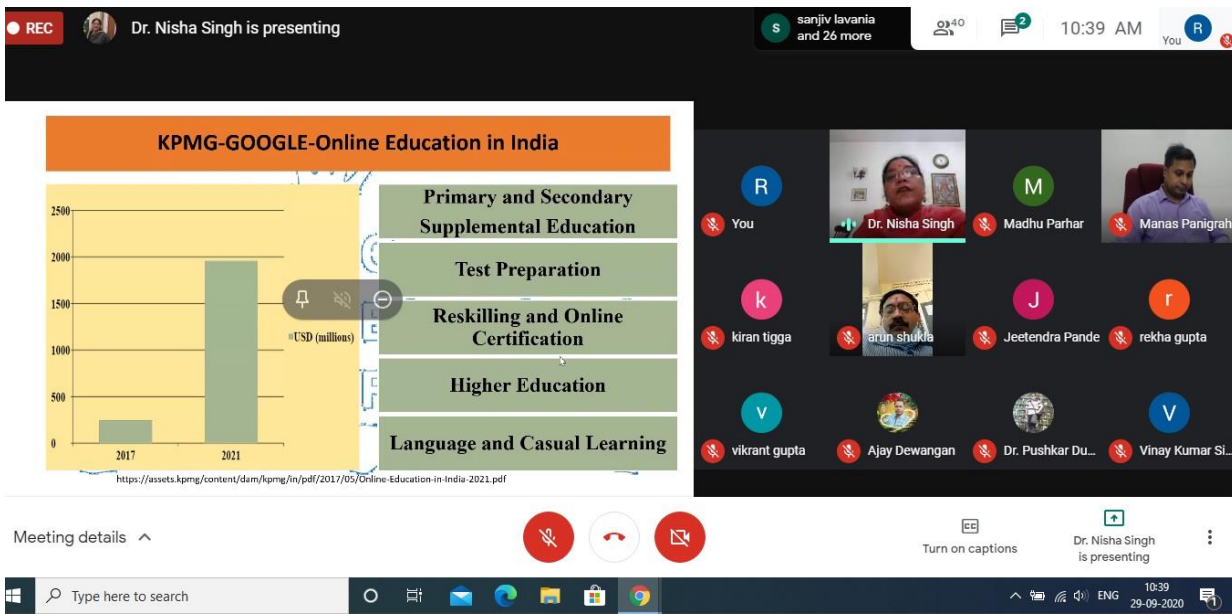 REC
Dr. Nisha Singh is presenting
s
sanjiv lavania
and 26 more
40
2
10:39 AM
You
R
KPMG-GOOGLE-Online Education in India
2500
2000
1500
1000
500
0
2017
2021
USD (millions)
Primary and Secondary
Supplemental Education
Test Preparation
Reskilling and Online
Certification
Higher Education
Language and Casual Learning
https://assets.kpmg/content/dam/kpmg/in/pdf/2017/05/Online-Education-in-India-2021.pdf
R
You
Dr. Nisha Singh
M
Madhu Parhar
Manas Panigrah
k
kiran tigga
arun shukla
J
Jeetendra Pande
r
rekha gupta
v
vikrant gupta
Ajay Dewangan
Dr. Pushkar Du...
V
Vinay Kumar Si...
Meeting details
CC
Turn on captions
Dr. Nisha Singh
is presenting
Type here to search
ENG
10:39
29-09-2020
1